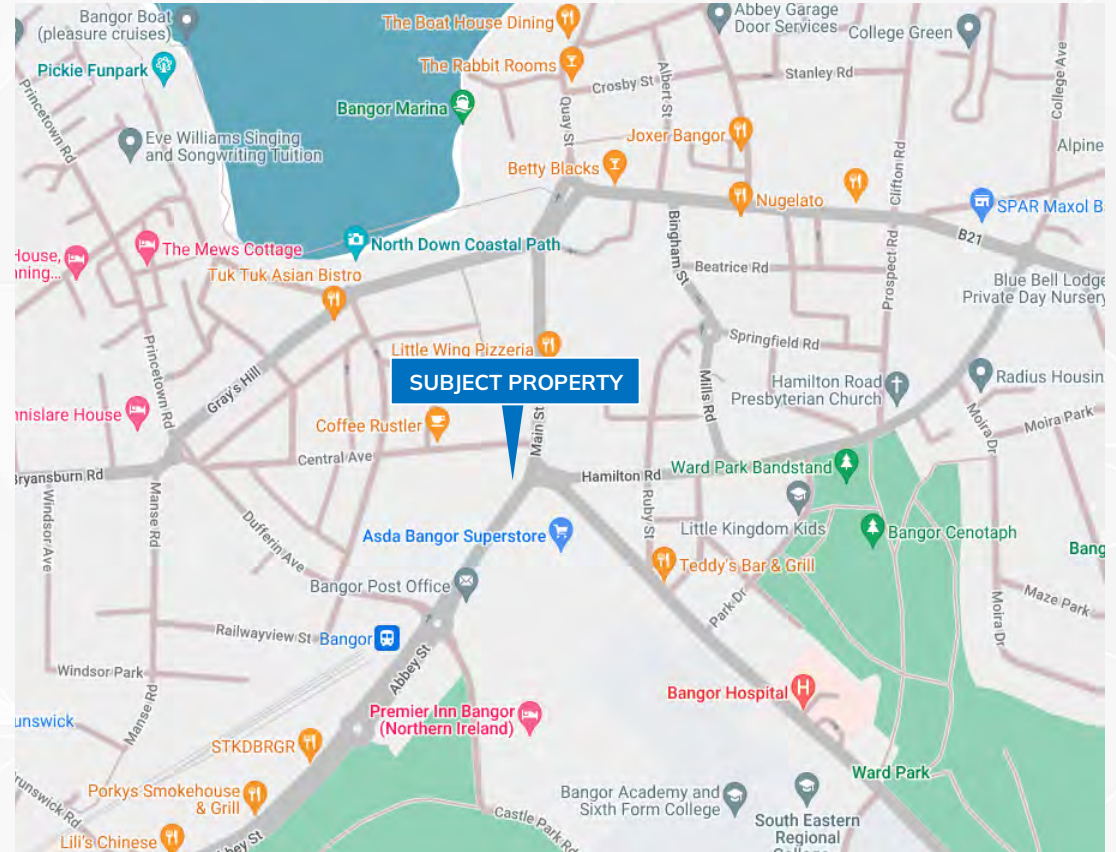 Bangor Boat
(pleasure cruises)
The Boat House Dining
Abbey Garage
Door Services
College Green
Pickie Funpark
The Rabbit Rooms
Crosby St
Albert St
Stanley Rd
College Ave
Princetown Rd
Bangor Marina
Quay St
Joxer Bangor
Eve Williams Singing
and Songwriting Tuition
Alpine
Betty Blacks
Clifton Rd
Nugelato
SPAR Maxol B
B21
House,
The Mews Cottage
North Down Coastal Path
Bingham St
Tuk Tuk Asian Bistro
Beatrice Rd
Prospect Rd
Blue Bell Lodge
Private Day Nursery
Princetown Rd
Little Wing Pizzeria
Springfield Rd
SUBJECT PROPERTY
Gray's Hill
Mills Rd
Hamilton Road
Presbyterian Church
Radius Housin
nnislare House
Coffee Rustler
Main St
Moira Dr
Moira Park
Central Ave
Bryansburn Rd
Hamilton Rd
Ward Park Bandstand
Windsor Ave
Manse Rd
Dufferin Ave
Ruby St
Little Kingdom Kids
Asda Bangor Superstore
Bangor Cenotaph
Bang
Teddy's Bar & Grill
Bangor Post Office
Park Dr
Moira Dr
Maze Park
Railwayview St
Bangor
Abbey St
Windsor Park
Manse Rd
Bangor Hospital
H
Premier Inn Bangor
(Northern Ireland)
unswick
STKDBRGR
Ward Park
Porkys Smokehouse
& Grill
Bangor Academy and
Sixth Form College
South Eastern
Regional
runswick Rd
Castle Park Rd
Lili's Chinese
bbey St